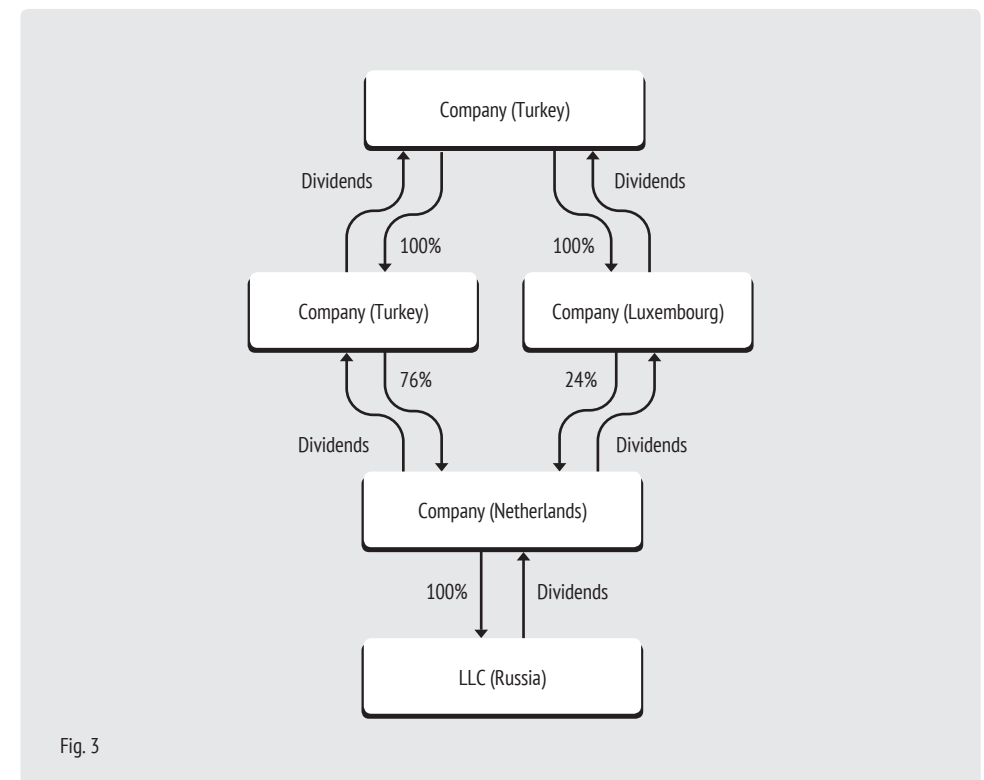 Company (Turkey)
Dividends
Dividends
100%
100%
Company (Turkey)
Company (Luxembourg)
76%
24%
Dividends
Dividends
Company (Netherlands)
100%
Dividends
LLC (Russia)
Fig. 3